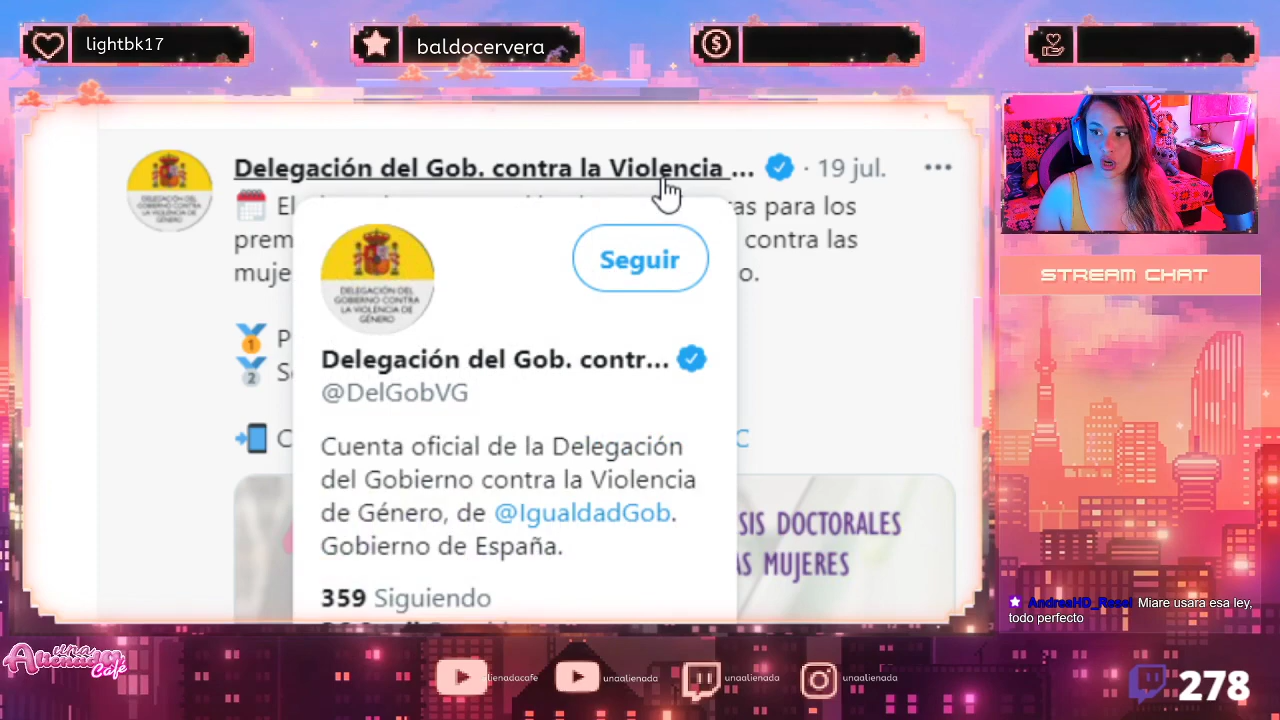 lightbk17
baldocervera
Delegación del Gob. contra la Violencia ... · 19 jul.
El
as para los
prem
contra las
muje
o.
P
S
C
C
Seguir
DELEGACIÓN DEL
GOBIERNO CONTRA
LA VIOLENCIA DE
GÉNERO
Delegación del Gob. contr...
@DelGobVG
Cuenta oficial de la Delegación
del Gobierno contra la Violencia
de Género, de @IgualdadGob.
Gobierno de España.
359 Siguiendo
SIS DOCTORALES
AS MUJERES
STREAM CHAT
Miare usara esa ley,
todo perfecto
una
Alienada
Café
alienadacafe
unaalienada
unaalienada
unaalienada
278